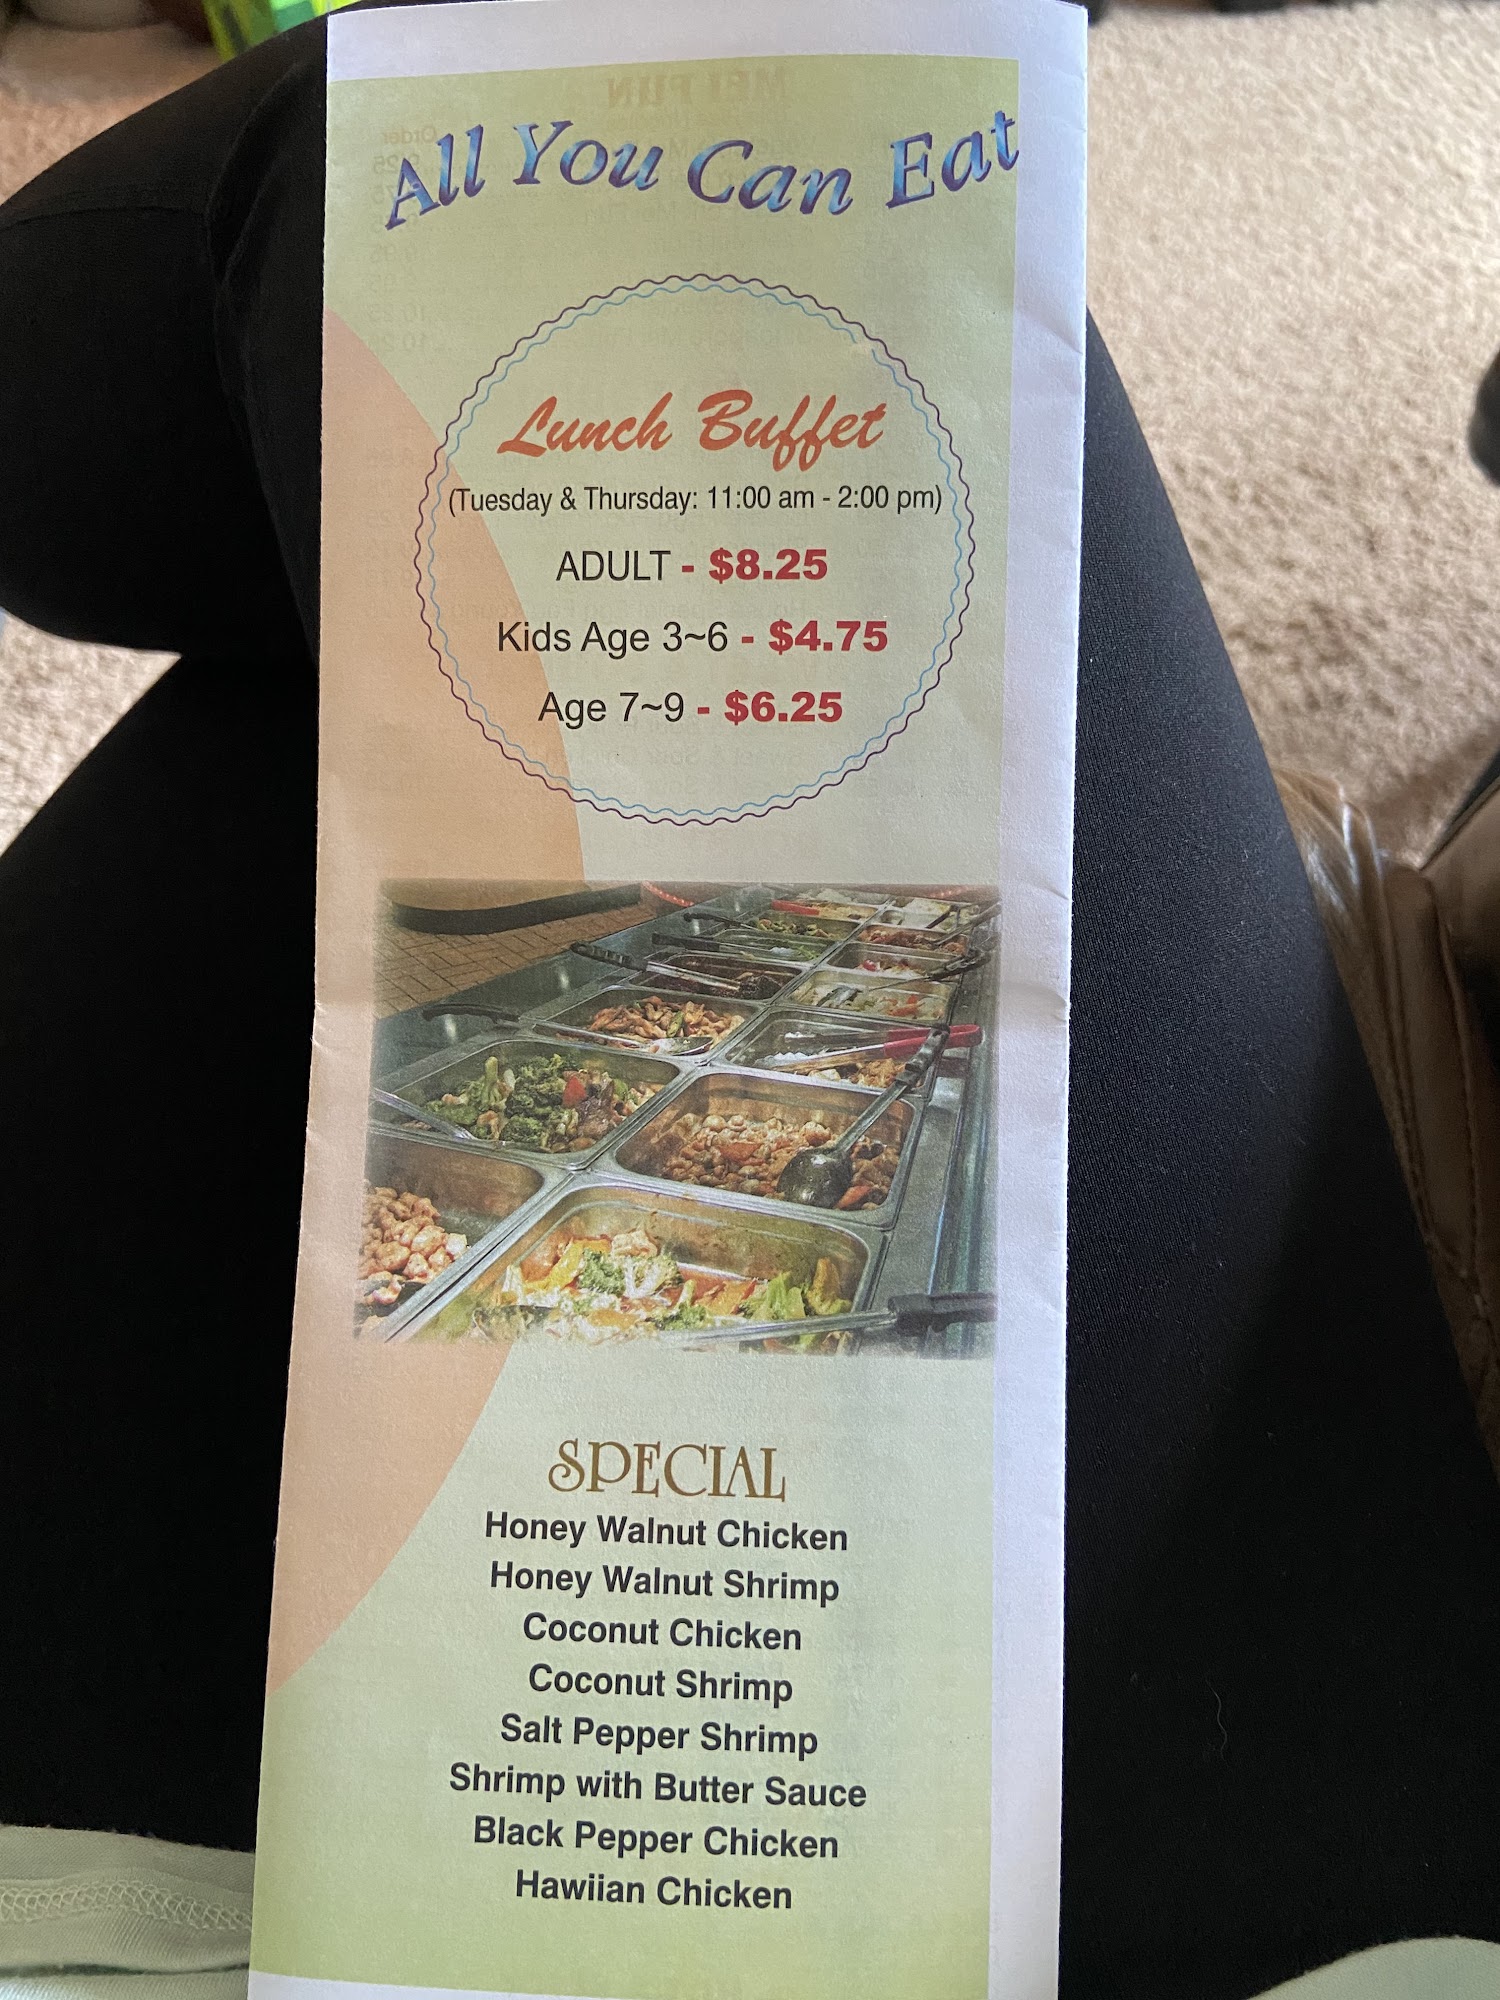 All You Can Eat
Lunch Buffet
(Tuesday & Thursday: 11:00 am - 2:00 pm)
ADULT - $8.25
Kids Age 3~6 - $4.75
Age 7~9 - $6.25
SPECIAL
Honey Walnut Chicken
Honey Walnut Shrimp
Coconut Chicken
Coconut Shrimp
Salt Pepper Shrimp
Shrimp with Butter Sauce
Black Pepper Chicken
Hawiian Chicken